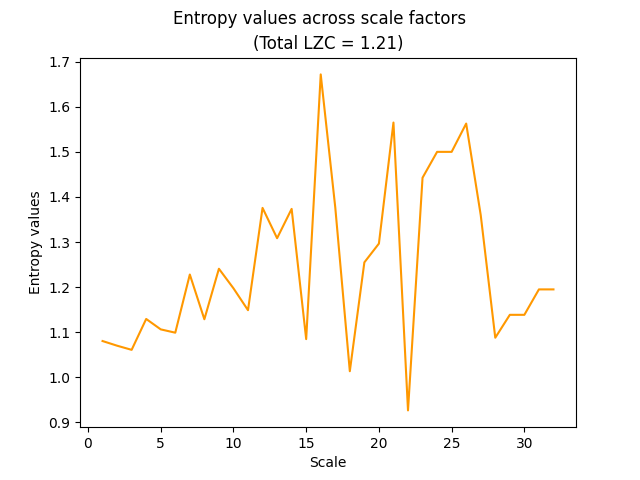 Entropy values across scale factors
(Total LZC = 1.21)
1.7
1.6
1.5
1.4
1.3
1.2
1.1
1.0
0.9
Entropy values
0 5 10 15 20 25 30
Scale